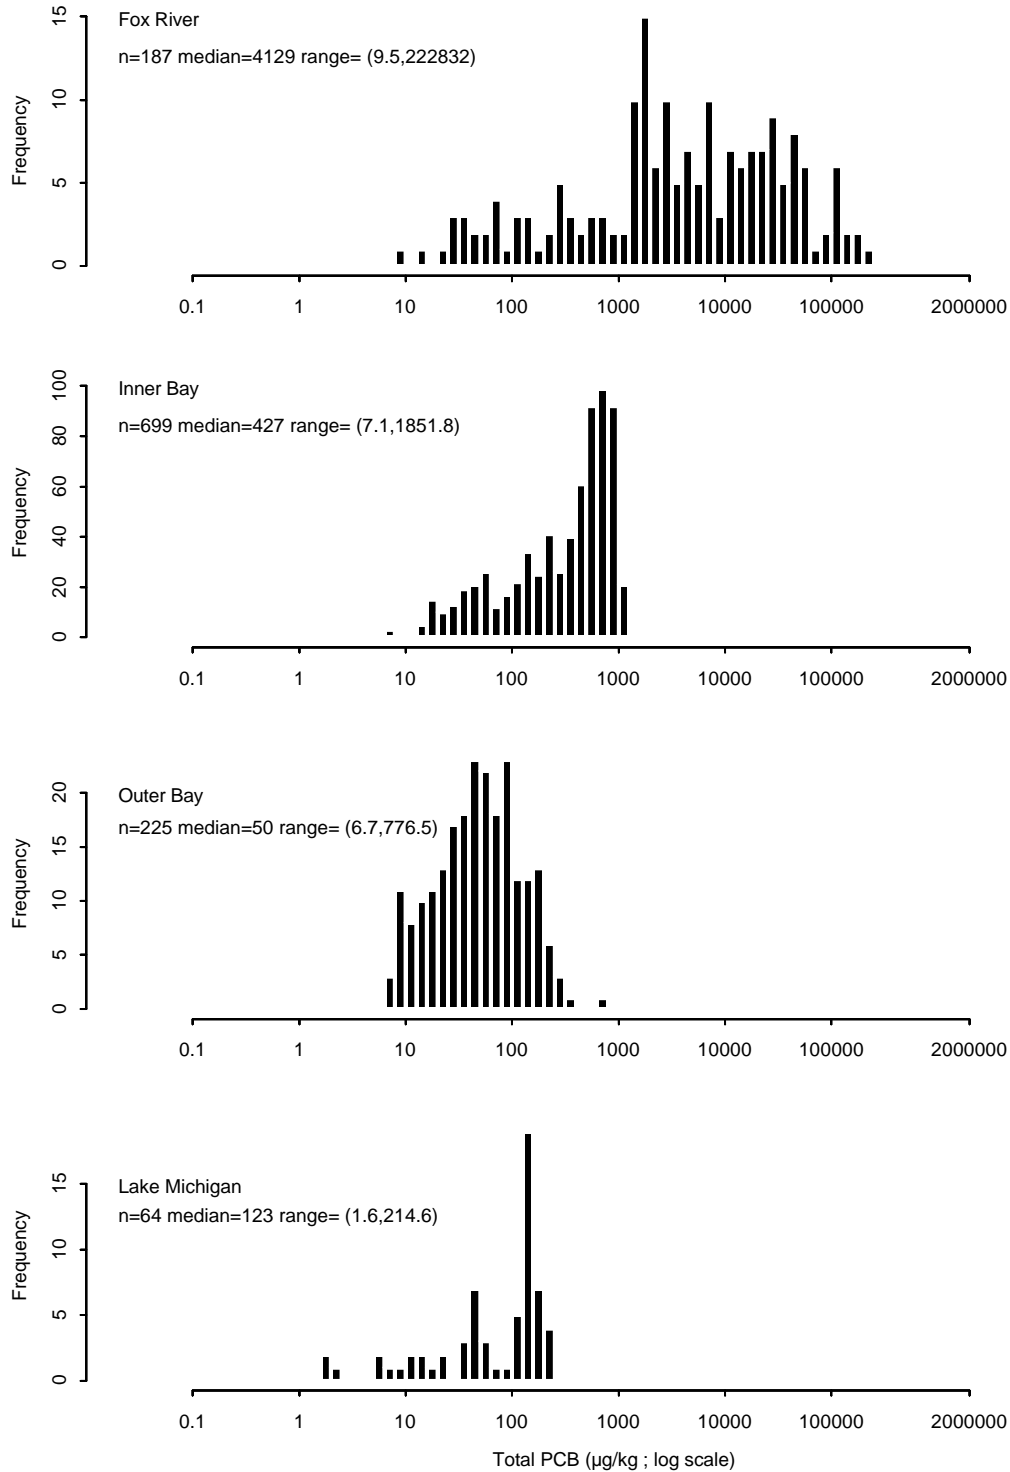 Fox River
n=187 median=4129 range= (9.5,222832)
Frequency
15
10
5
0
0.1 1 10 100 1000 10000 100000 2000000
Inner Bay
n=699 median=427 range= (7.1,1851.8)
Frequency
100
80
60
40
20
0
0.1 1 10 100 1000 10000 100000 2000000
Outer Bay
n=225 median=50 range= (6.7,776.5)
Frequency
20
15
10
5
0
0.1 1 10 100 1000 10000 100000 2000000
Lake Michigan
n=64 median=123 range= (1.6,214.6)
Frequency
15
10
5
0
0.1 1 10 100 1000 10000 100000 2000000
Total PCB (µg/kg ; log scale)